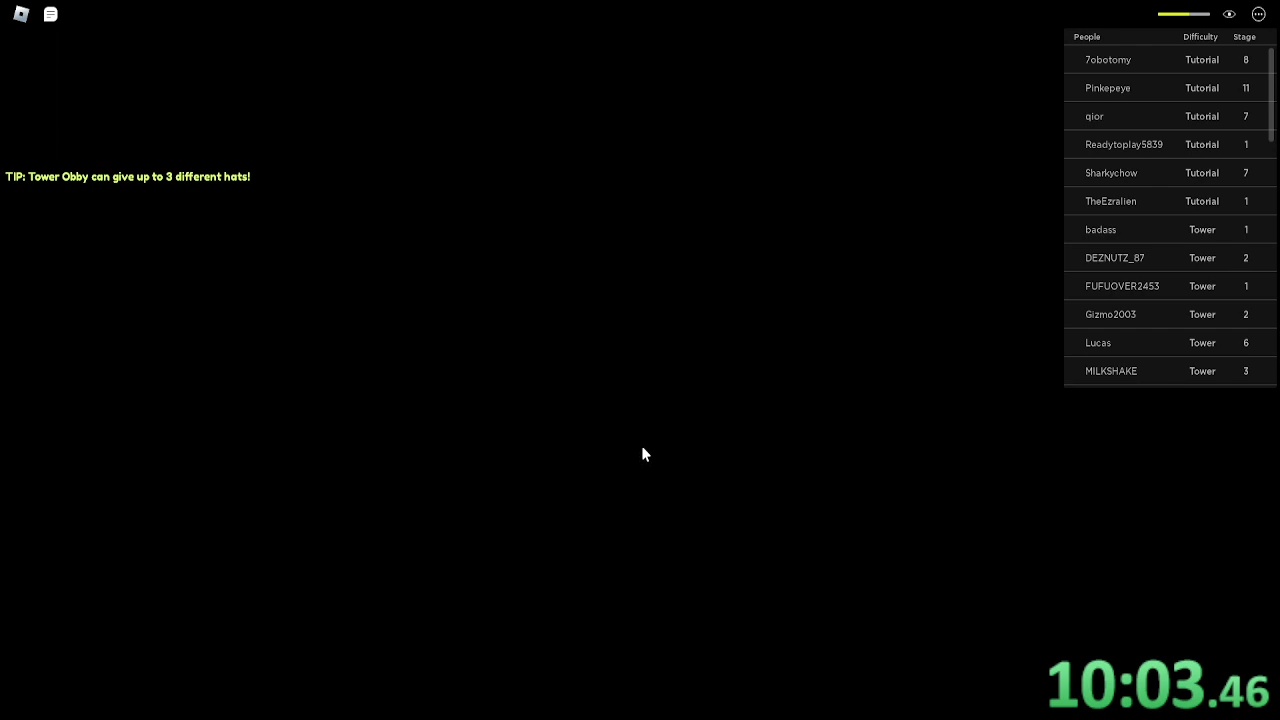 People Difficulty Stage
7obotomy Tutorial 8
Pinkepeye Tutorial 11
qior Tutorial 7
Readytoplay5839 Tutorial 1
TIP: Tower Obby can give up to 3 different hats!
Sharkychow Tutorial 7
TheEzralien Tutorial 1
badass Tower 1
DEZNUTZ_87 Tower 2
FUFUOVER2453 Tower 1
Gizmo2003 Tower 2
Lucas Tower 6
MILKSHAKE Tower 3
10:03.46